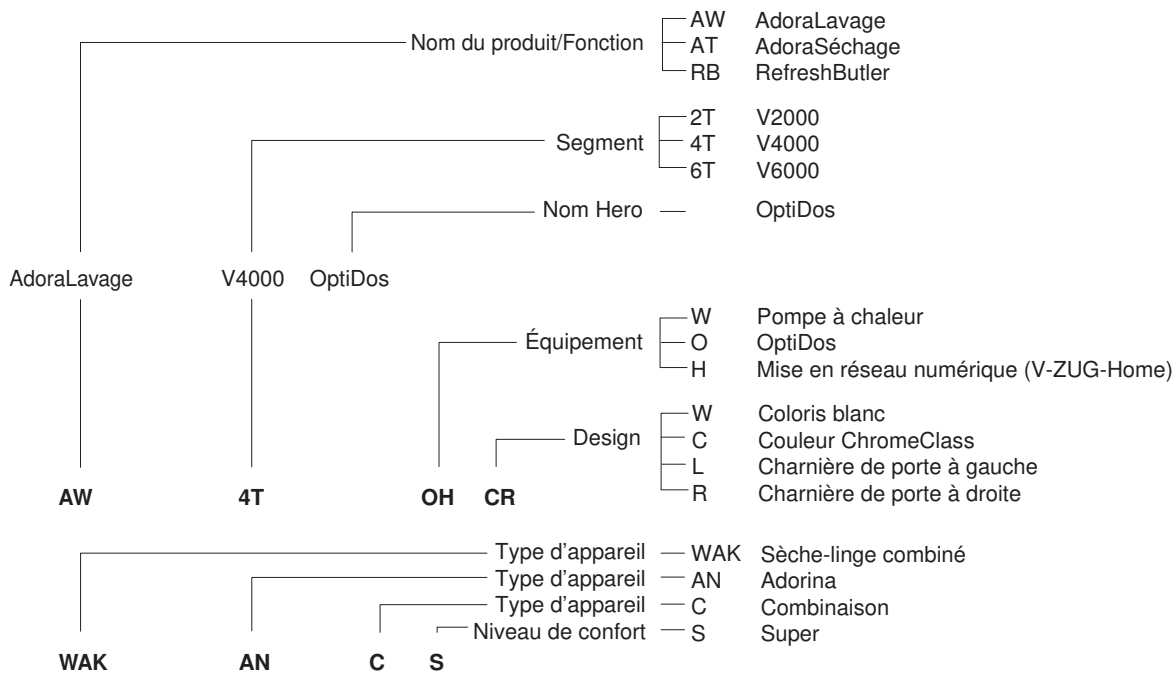 AW AdoraLavage
Nom du produit/Fonction AT AdoraSéchage
RB RefreshButler
2T V2000
Segment 4T V4000
6T V6000
Nom Hero OptiDos
AdoraLavage V4000 OptiDos
W Pompe à chaleur
Équipement O OptiDos
H Mise en réseau numérique (V-ZUG-Home)
W Coloris blanc
Design C Couleur ChromeClass
L Charnière de porte à gauche
R Charnière de porte à droite
AW 4T OH CR
Type d'appareil WAK Sèche-linge combiné
Type d'appareil AN Adorina
Type d'appareil C Combinaison
Niveau de confort S Super
WAK AN C S